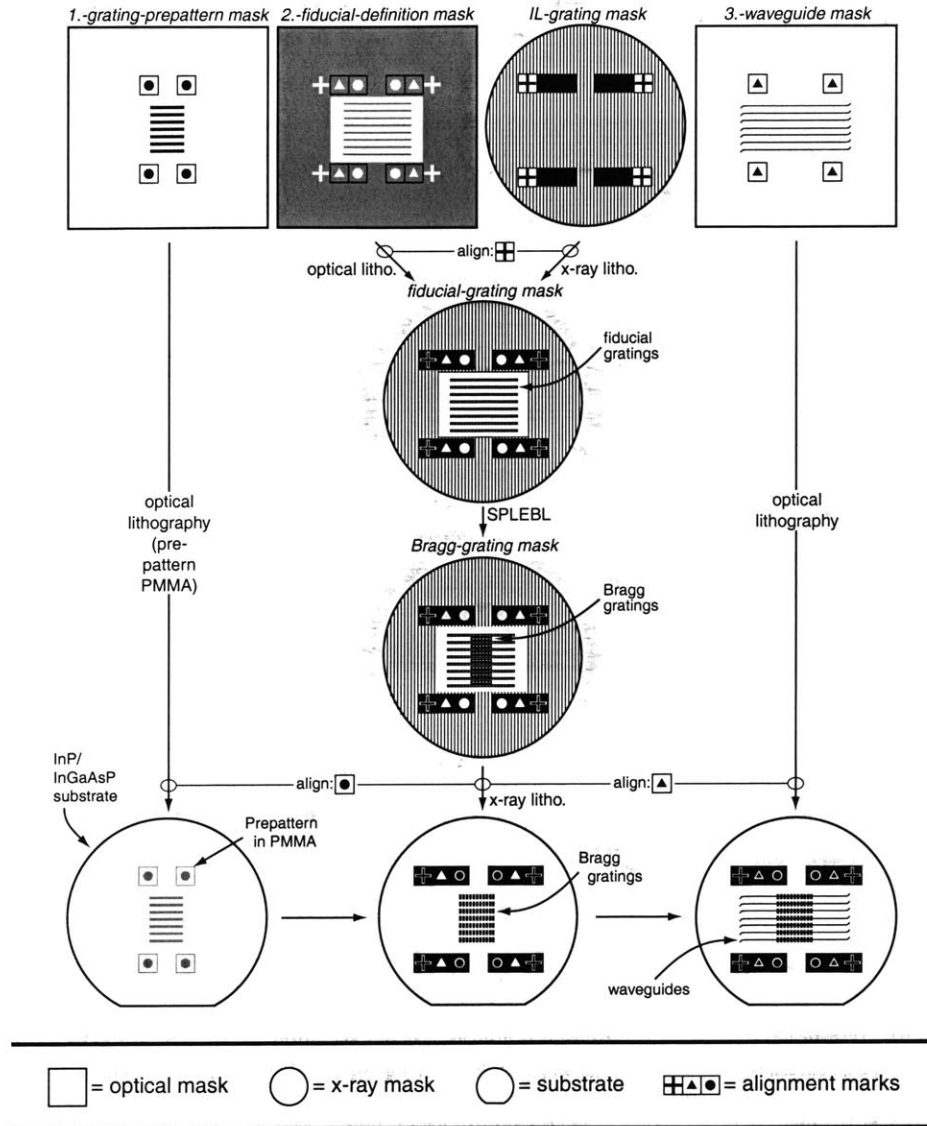 1.-grating-prepattern mask
2.-fiducial-definition mask
IL-grating mask
3.-waveguide mask
optical litho.
align:
x-ray litho.
fiducial-grating mask
fiducial
gratings
SPLEBL
optical
lithography
(pre-
pattern
PMMA)
optical
lithography
Bragg-grating mask
Bragg
gratings
InP/
InGaAsP
substrate
align:
x-ray litho.
align:
Prepattern
in PMMA
Bragg
gratings
waveguides
= optical mask
= x-ray mask
= substrate
= alignment marks